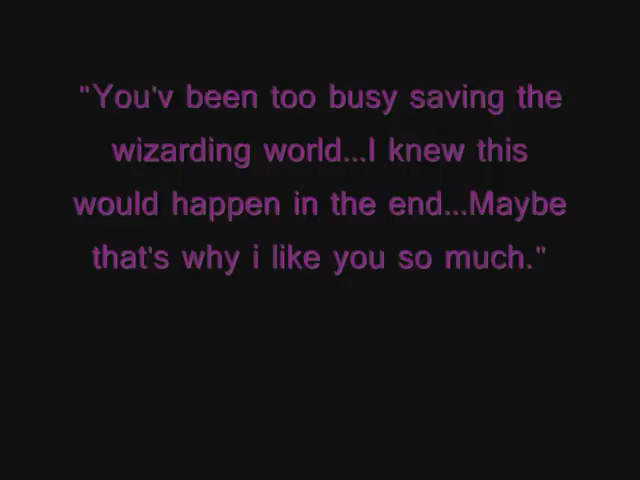 "You'v been too busy saving the
wizarding world...I knew this
would happen in the end...Maybe
that's why i like you so much."